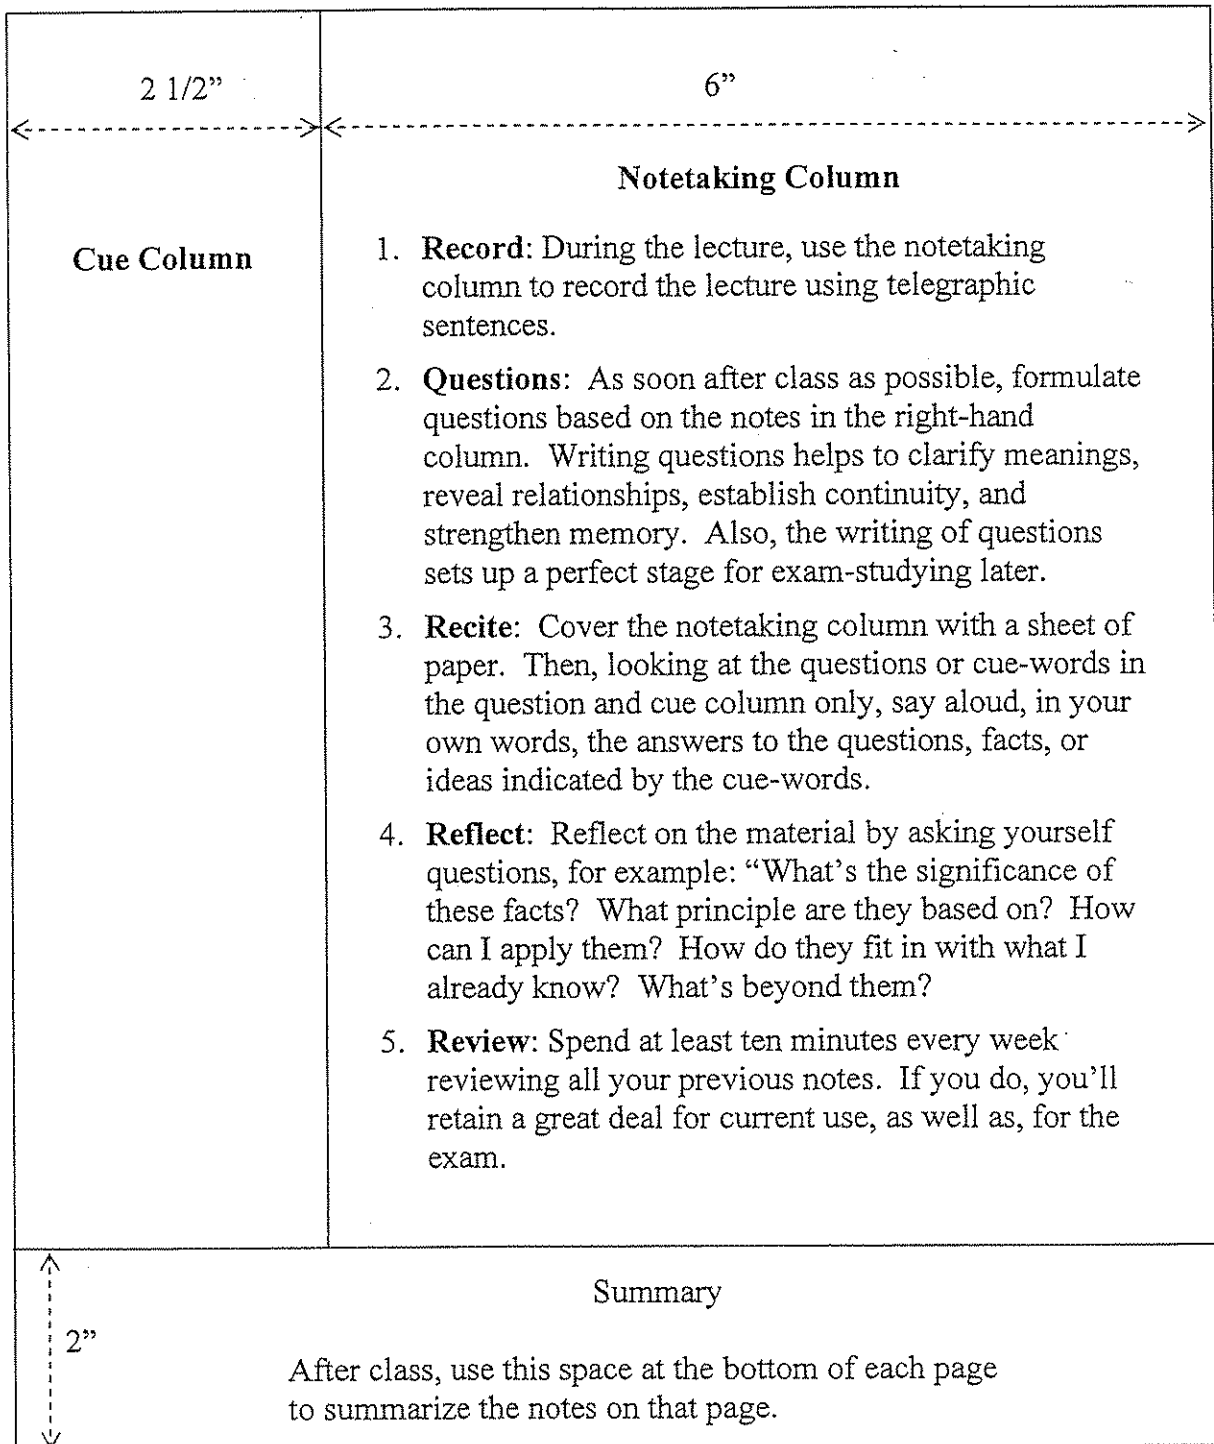 2 1/2”
6”
Notetaking Column
Cue Column
1. Record: During the lecture, use the notetaking
column to record the lecture using telegraphic
sentences.
2. Questions: As soon after class as possible, formulate
questions based on the notes in the right-hand
column. Writing questions helps to clarify meanings,
reveal relationships, establish continuity, and
strengthen memory. Also, the writing of questions
sets up a perfect stage for exam-studying later.
3. Recite: Cover the notetaking column with a sheet of
paper. Then, looking at the questions or cue-words in
the question and cue column only, say aloud, in your
own words, the answers to the questions, facts, or
ideas indicated by the cue-words.
4. Reflect: Reflect on the material by asking yourself
questions, for example: “What’s the significance of
these facts? What principle are they based on? How
can I apply them? How do they fit in with what I
already know? What’s beyond them?
5. Review: Spend at least ten minutes every week
reviewing all your previous notes. If you do, you’ll
retain a great deal for current use, as well as, for the
exam.
Summary
2”
After class, use this space at the bottom of each page
to summarize the notes on that page.